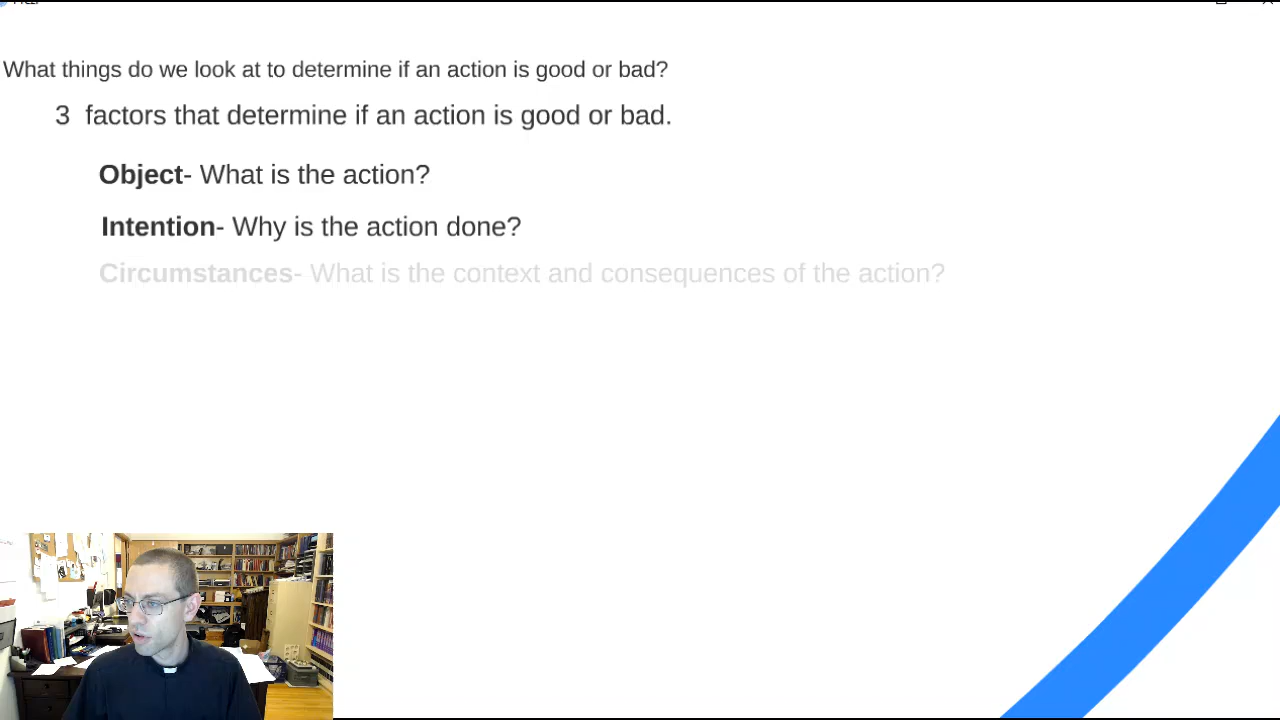 What things do we look at to determine if an action is good or bad?
3 factors that determine if an action is good or bad.
Object- What is the action?
Intention- Why is the action done?
Circumstances- What is the context and consequences of the action?